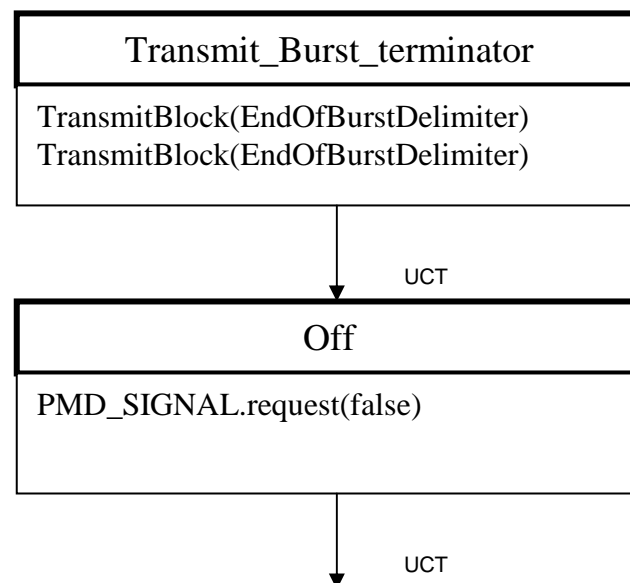 Transmit_Burst_terminator
TransmitBlock(EndOfBurstDelimiter)
TransmitBlock(EndOfBurstDelimiter)
UCT
Off
PMD_SIGNAL.request(false)
UCT